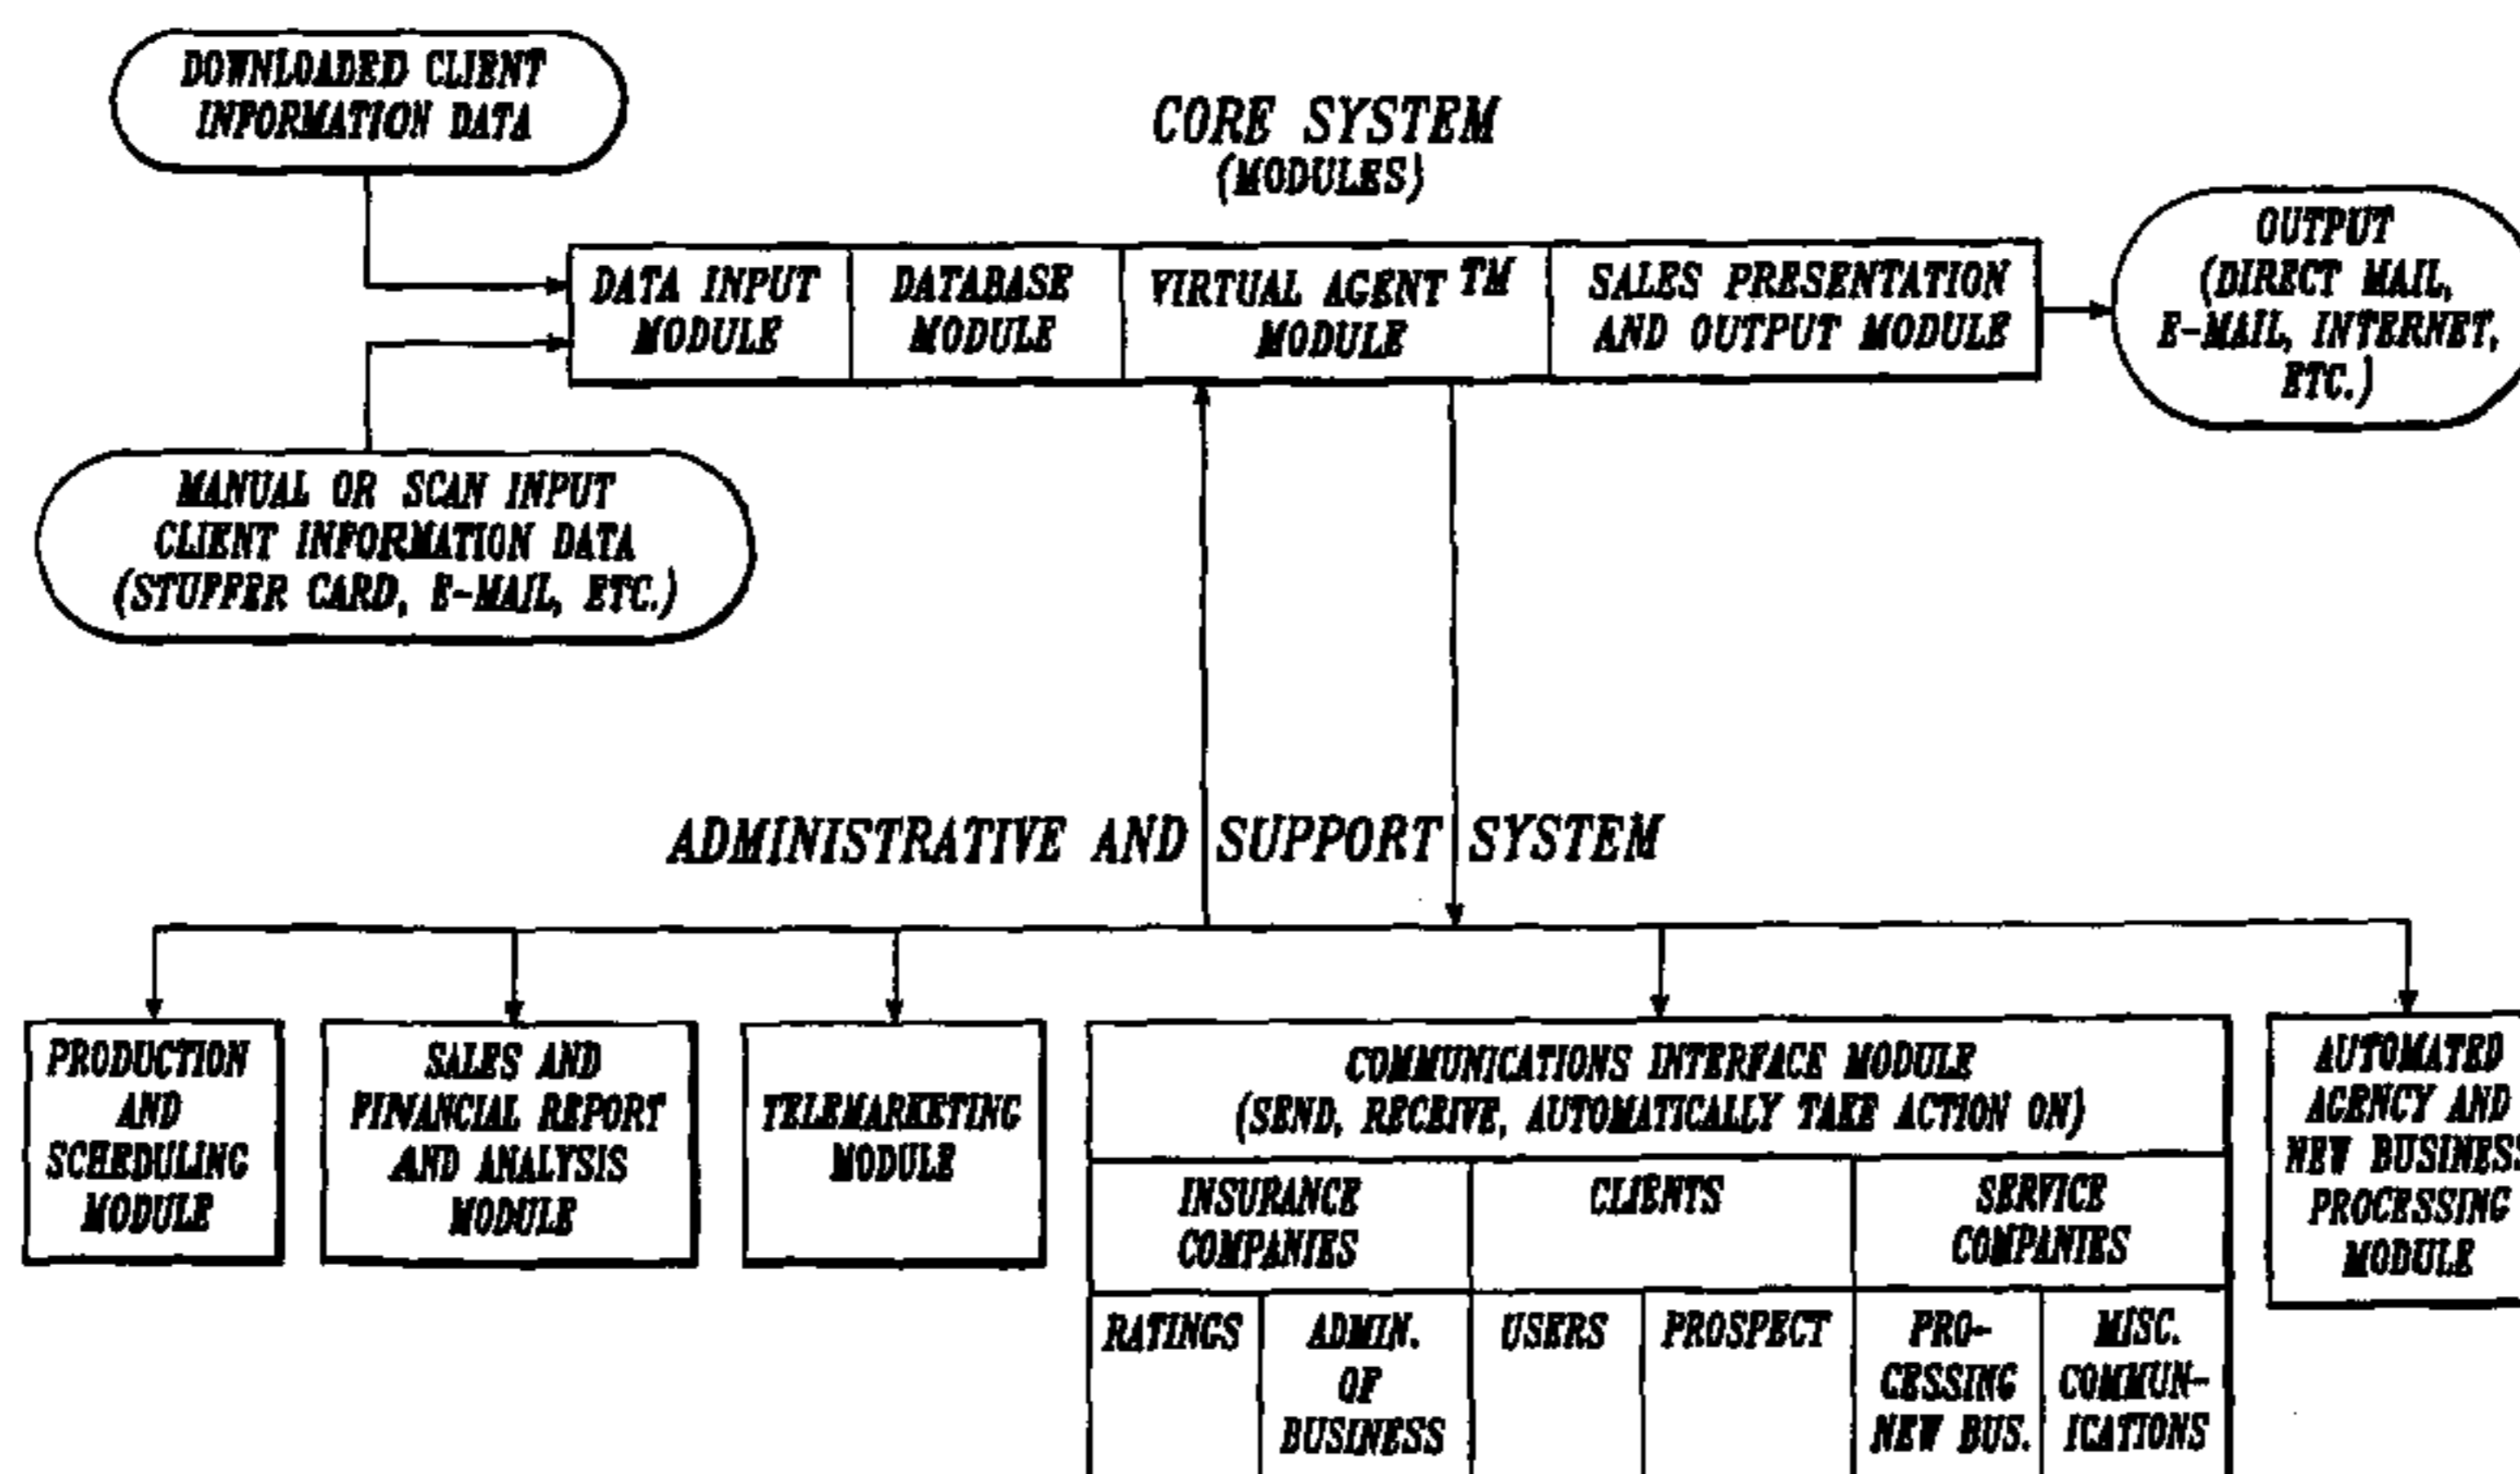 DOWNLOADED CLIENT
INFORMATION DATA
CORE SYSTEM
(MODULES)
DATA INPUT
MODULE
DATABASE
MODULE
VIRTUAL AGENT TM
MODULE
SALES PRESENTATION
AND OUTPUT MODULE
OUTPUT
(DIRECT MAIL,
E-MAIL, INTERNET,
ETC.)
MANUAL OR SCAN INPUT
CLIENT INFORMATION DATA
(STUFFER CARD, E-MAIL, ETC.)
ADMINISTRATIVE AND SUPPORT SYSTEM
PRODUCTION
AND
SCHEDULING
MODULE
SALES AND
FINANCIAL REPORT
AND ANALYSIS
MODULE
TELEMARKETING
MODULE
COMMUNICATIONS INTERFACE MODULE
(SEND, RECEIVE, AUTOMATICALLY TAKE ACTION ON)
INSURANCE
COMPANIES
CLIENTS
SERVICE
COMPANIES
RATINGS
ADMIN.
OF
BUSINESS
USERS
PROSPECT
PRO-
CESSING
NEW BUS.
MISC.
COMMUN-
ICATIONS
AUTOMATED
AGENCY AND
NEW BUSINESS
PROCESSING
MODULE